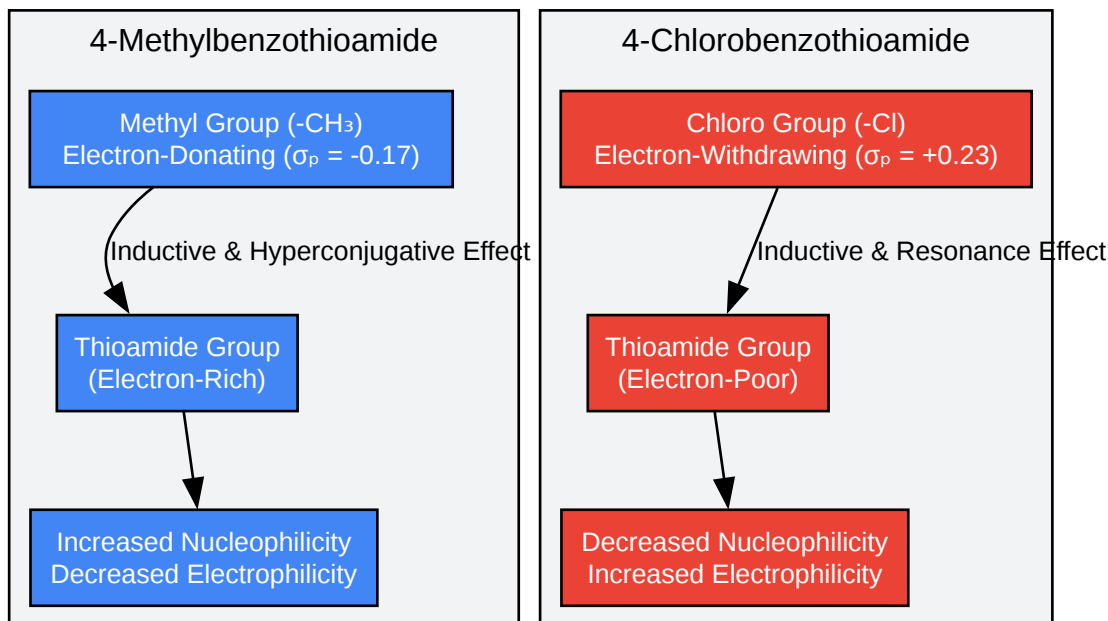 4-Methylbenzothioamide
Methyl Group (-CH₃)
Electron-Donating (σₚ = -0.17)
Inductive & Hyperconjugative Effect
Thioamide Group
(Electron-Rich)
Increased Nucleophilicity
Decreased Electrophilicity
4-Chlorobenzothioamide
Chloro Group (-Cl)
Electron-Withdrawing (σₚ = +0.23)
Inductive & Resonance Effect
Thioamide Group
(Electron-Poor)
Decreased Nucleophilicity
Increased Electrophilicity